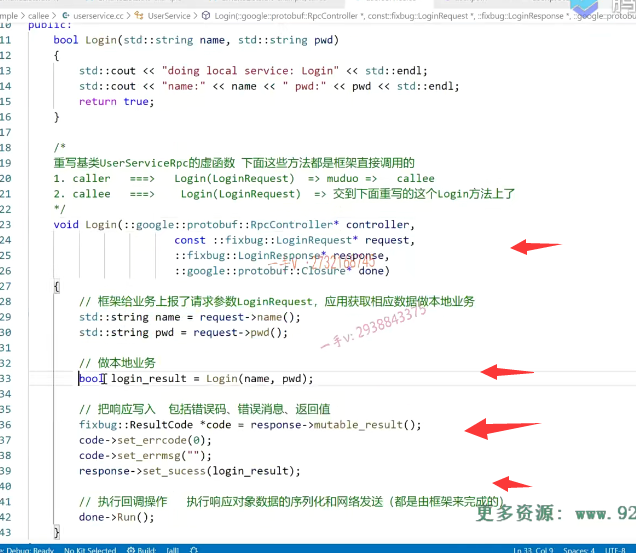 mple > callee > userservice.cc > UserService > Login(::google::protobuf::RpcController *, const ::fixbug::LoginRequest *, ::fixbug::LoginResponse *, ::google::protobuf::
10 public:
11 bool Login(std::string name, std::string pwd)
12 {
13 std::cout << "doing local service: Login" << std::endl;
14 std::cout << "name:" << name << " pwd:" << pwd << std::endl;
15 return true;
16 }
17
18 /*
19 重写基类UserServiceRpc的虚函数 下面这些方法都是框架直接调用的
20 1. caller ===> Login(LoginRequest) => muduo => callee
21 2. callee ===> Login(LoginRequest) => 交到下面重写的这个Login方法上了
22 */
23 void Login(::google::protobuf::RpcController* controller,
24 const ::fixbug::LoginRequest* request,
25 ::fixbug::LoginResponse* response,
26 ::google::protobuf::Closure* done)
27 {
28 // 框架给业务上报了请求参数LoginRequest，应用获取相应数据做本地业务
29 std::string name = request->name();
30 std::string pwd = request->pwd();
一手v: 2938843375
31
32 // 做本地业务
33 bool login_result = Login(name, pwd);
34
35 // 把响应写入 包括错误码、错误消息、返回值
36 fixbug::ResultCode *code = response->mutable_result();
37 code->set_errcode(0);
38 code->set_errmsg("");
39 response->set_sucess(login_result);
40
41 // 执行回调操作 执行响应对象数据的序列化和网络发送（都是由框架来完成的）
更多资源: www.92
42 done->Run();
43 }
Debug: Ready No Kit Selected Build: [all] Ln 33, Col 9 Spaces: 4 UTF-8